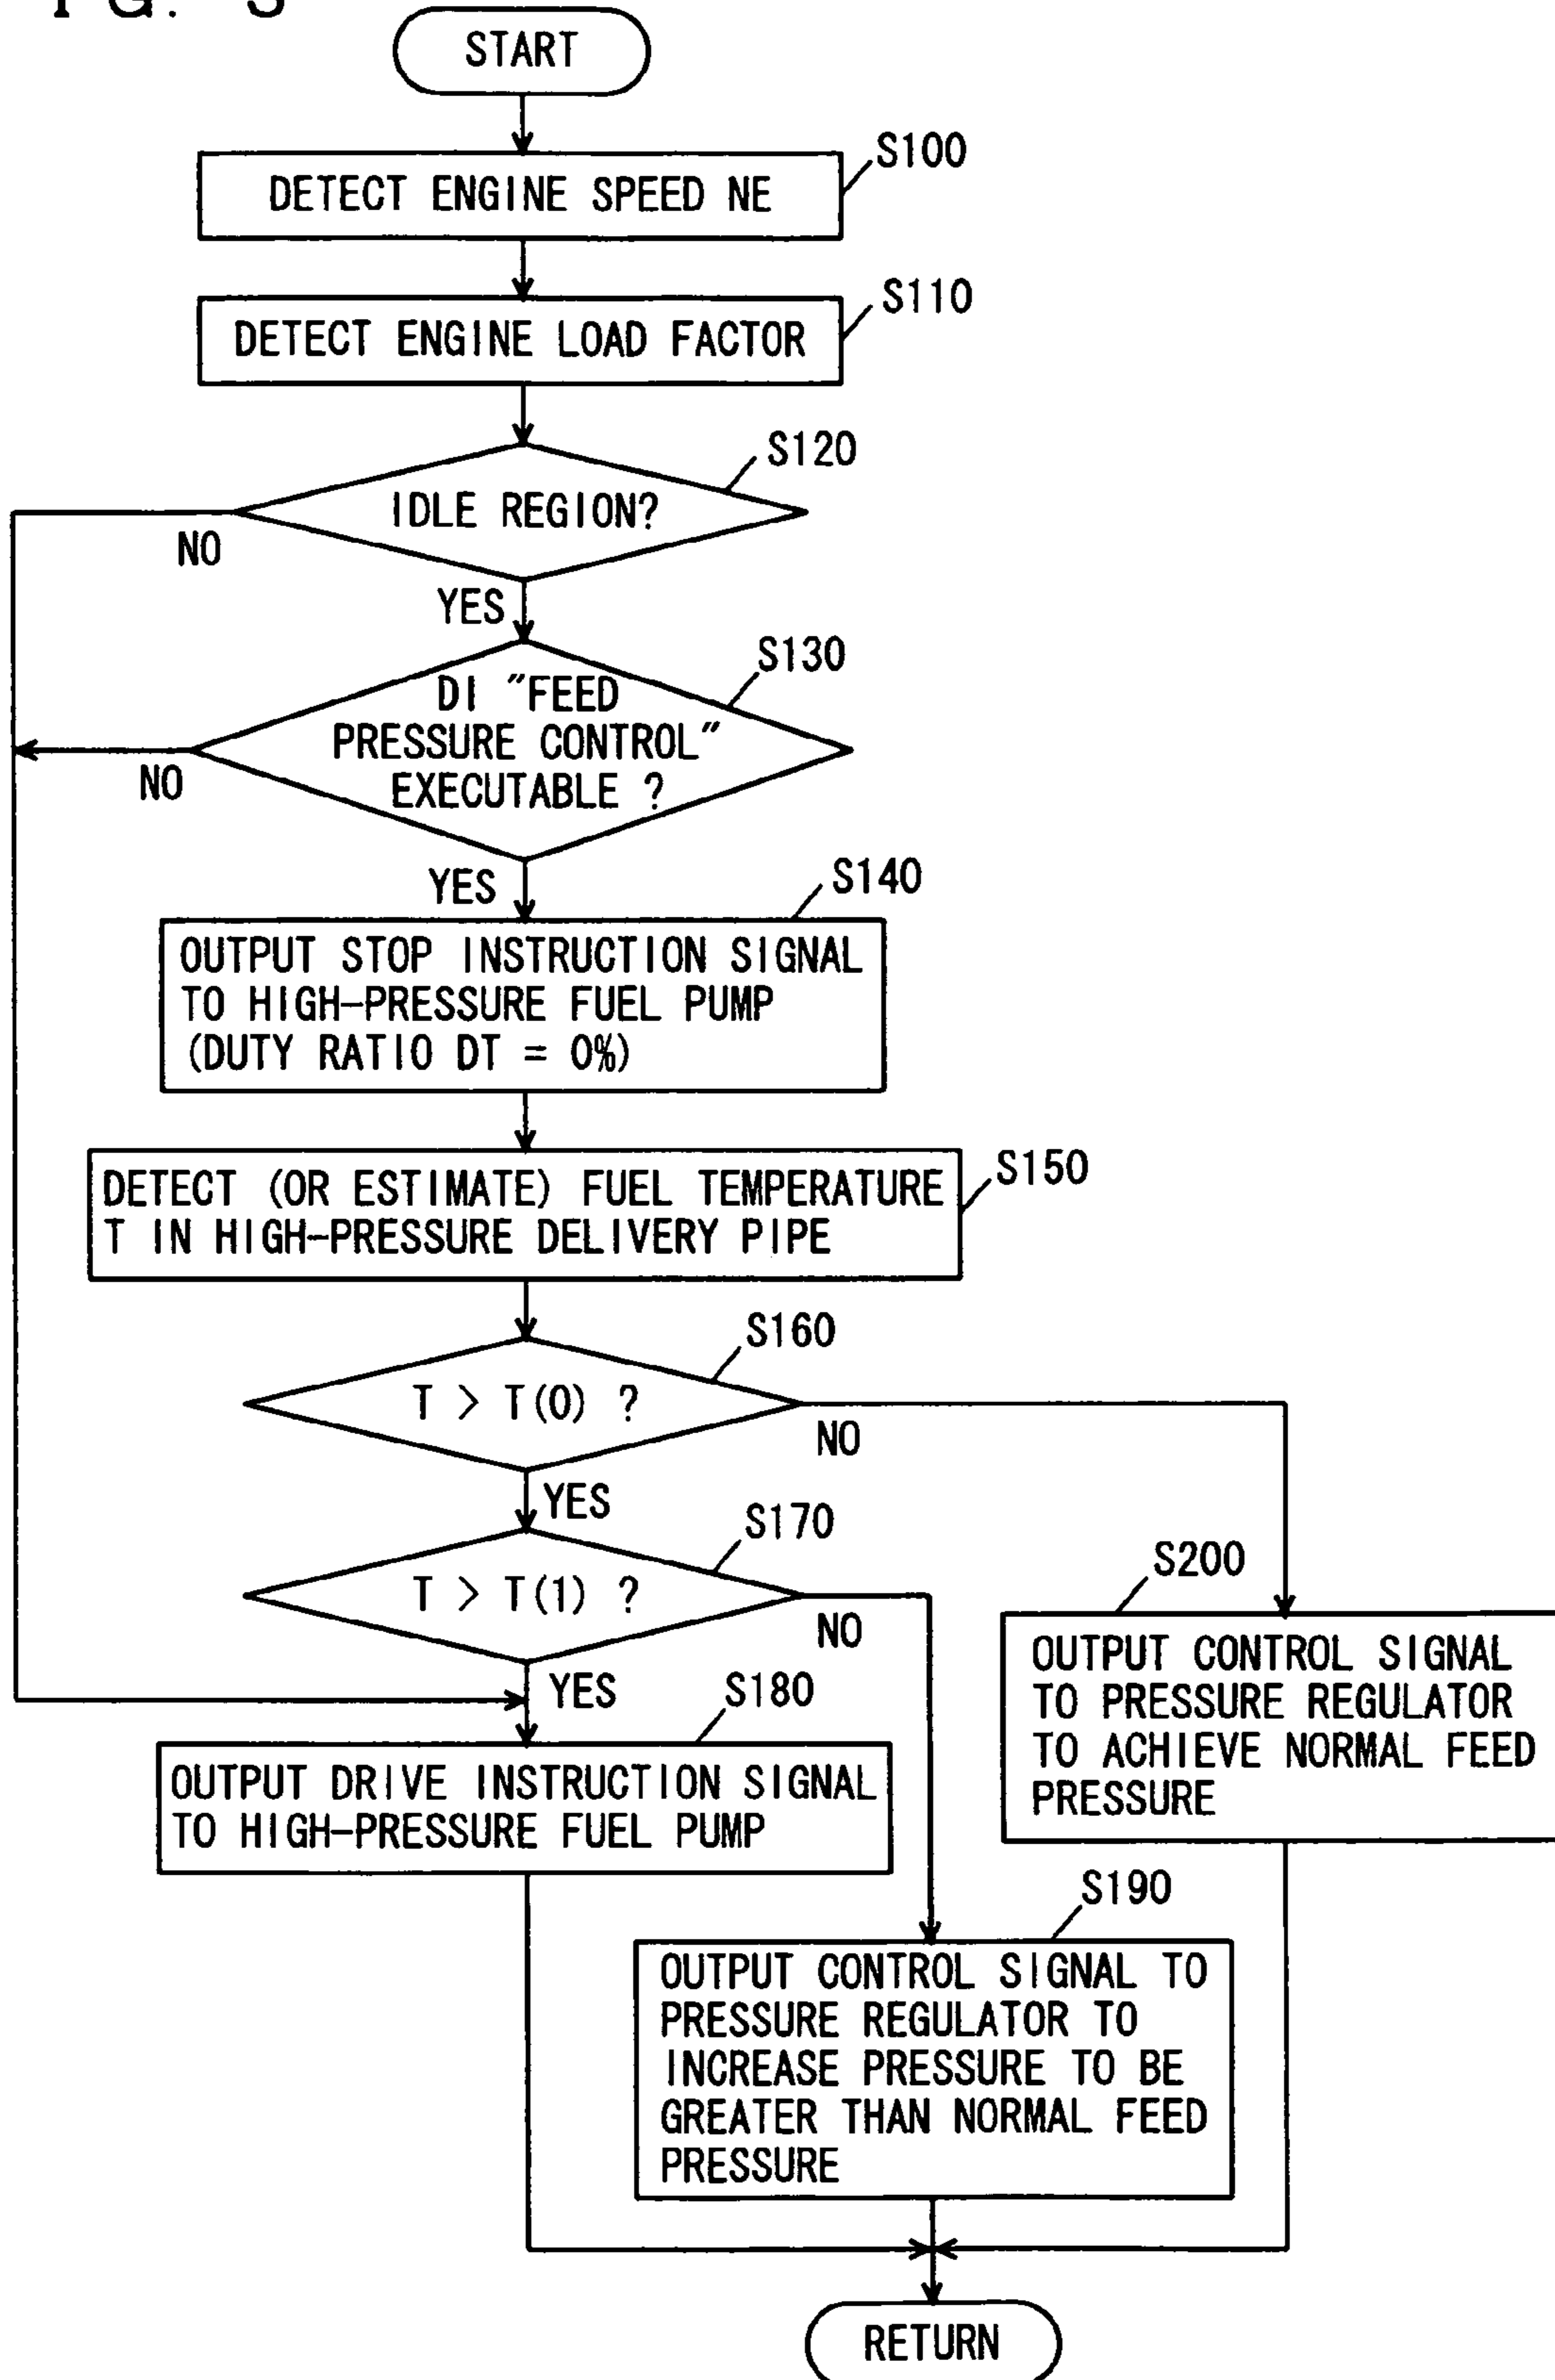 FIG. 3
START
S100
DETECT ENGINE SPEED NE
S110
DETECT ENGINE LOAD FACTOR
S120
IDLE REGION?
NO
YES
S130
DI "FEED
PRESSURE CONTROL"
EXECUTABLE ?
NO
YES
S140
OUTPUT STOP INSTRUCTION SIGNAL
TO HIGH-PRESSURE FUEL PUMP
(DUTY RATIO DT = 0%)
S150
DETECT (OR ESTIMATE) FUEL TEMPERATURE
T IN HIGH-PRESSURE DELIVERY PIPE
S160
T > T(0) ?
NO
YES
S170
T > T(1) ?
NO
YES
S180
OUTPUT DRIVE INSTRUCTION SIGNAL
TO HIGH-PRESSURE FUEL PUMP
S200
OUTPUT CONTROL SIGNAL
TO PRESSURE REGULATOR
TO ACHIEVE NORMAL FEED
PRESSURE
S190
OUTPUT CONTROL SIGNAL TO
PRESSURE REGULATOR TO
INCREASE PRESSURE TO BE
GREATER THAN NORMAL FEED
PRESSURE
RETURN